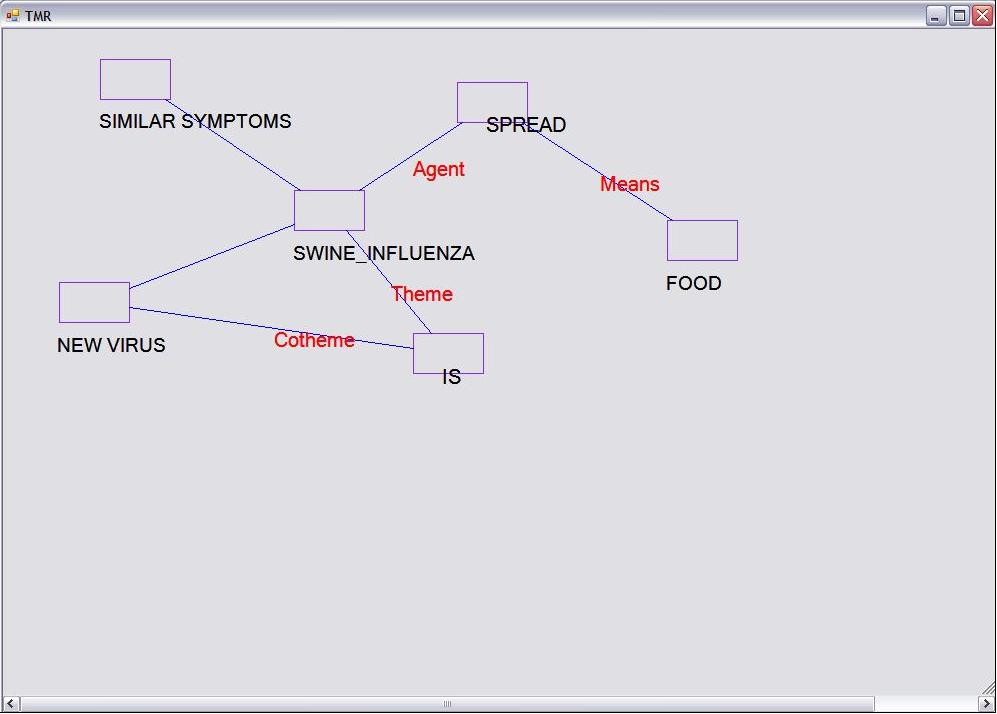 TMR
SIMILAR SYMPTOMS
SPREAD
Agent
Means
SWINE_INFLUENZA
FOOD
Theme
NEW VIRUS
Cotheme
IS